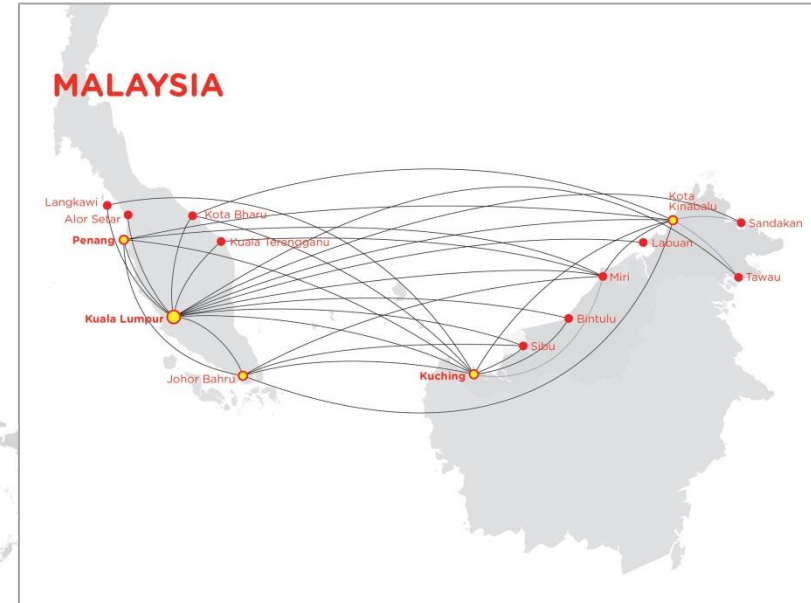 MALAYSIA
Langkawi
Alor Setar
Penang
Kota Bharu
Kuala Terengganu
Kuala Lumpur
Johor Bahru
Kuching
Sibu
Bintulu
Miri
Labuan
Kota
Kinabalu
Sandakan
Tawau